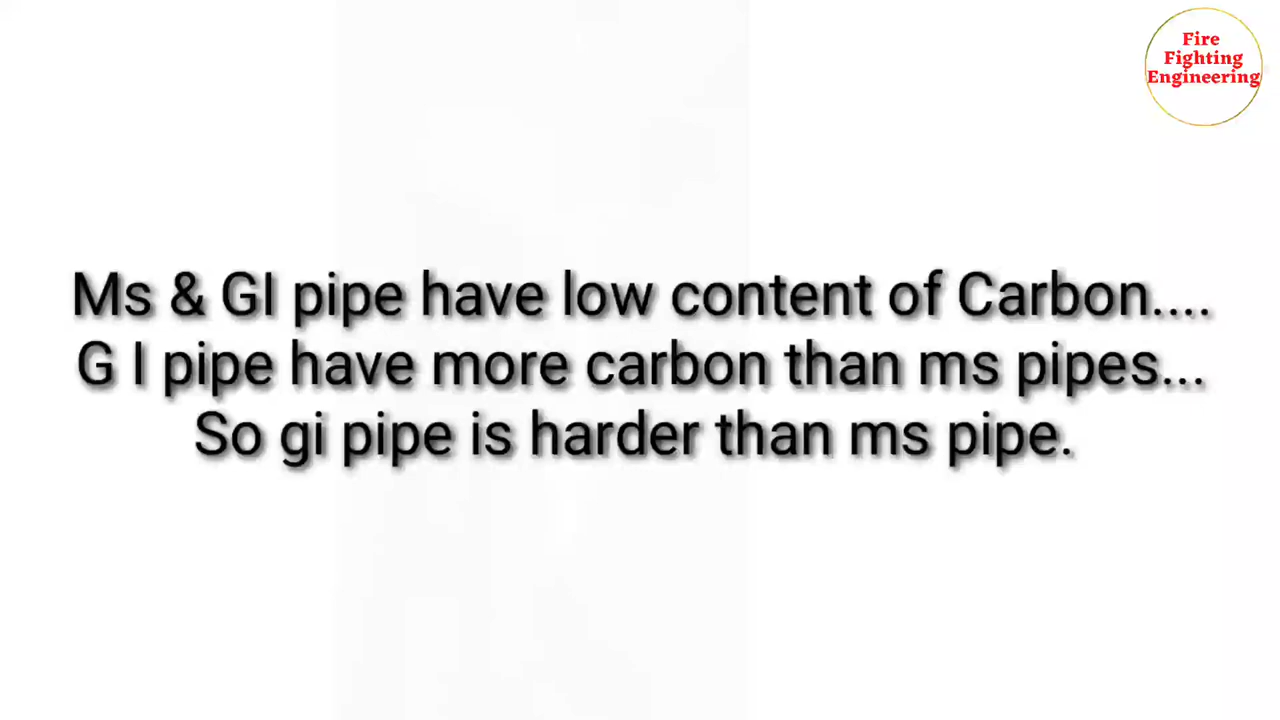 Fire
Fighting
Engineering
Ms & GI pipe have low content of Carbon....
G I pipe have more carbon than ms pipes...
So gi pipe is harder than ms pipe.